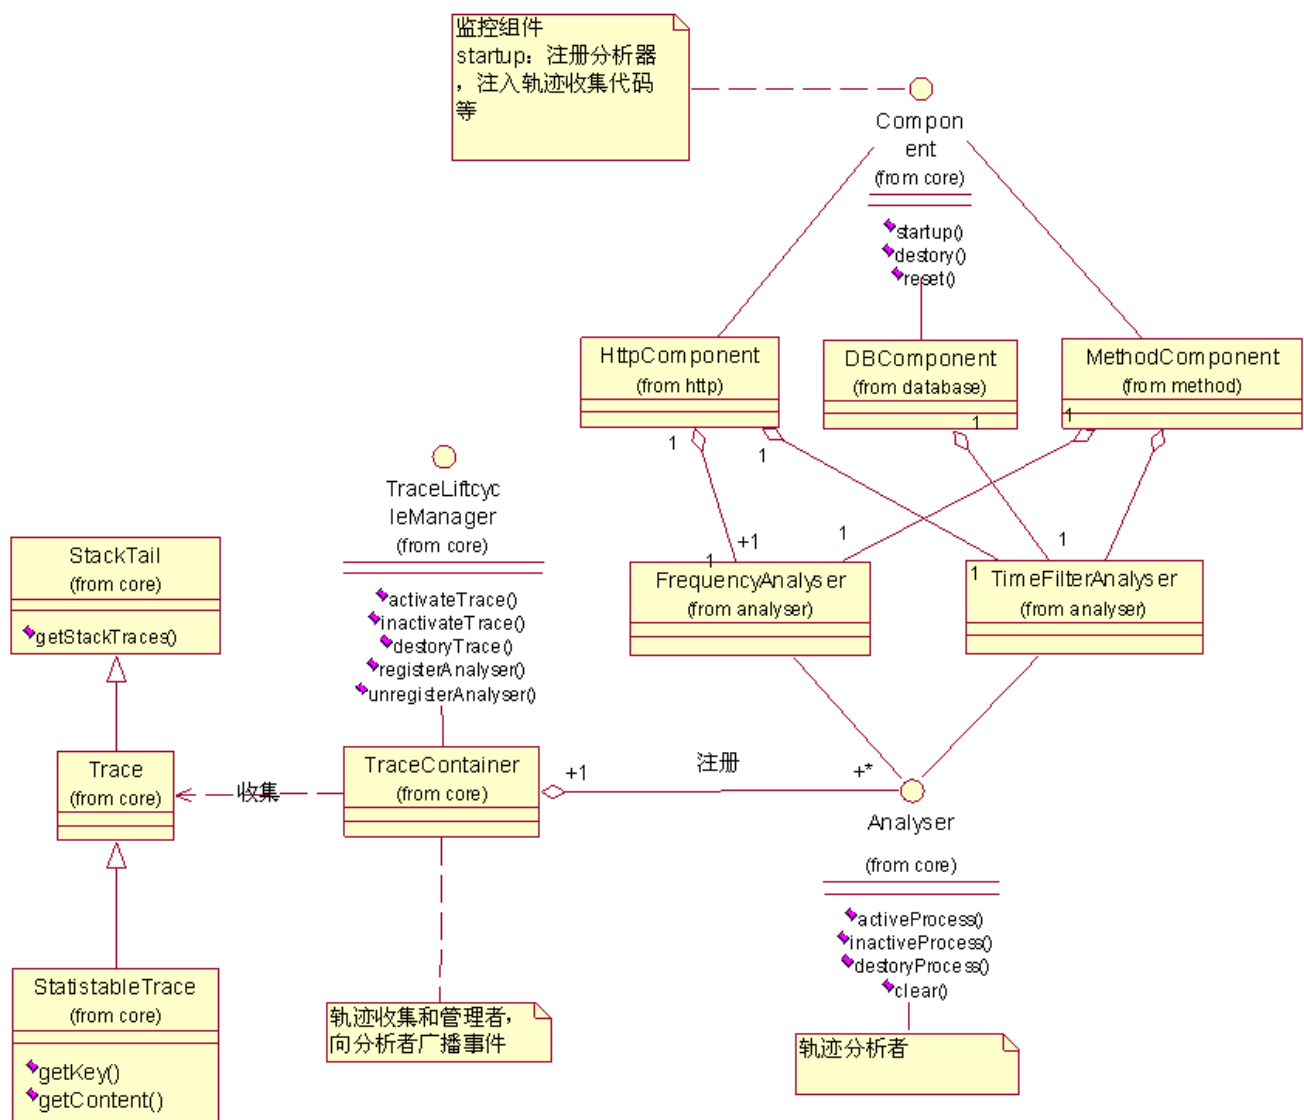 监控组件
startup：注册分析器
，注入轨迹收集代码
等
Compon
ent
(from core)
startup()
destory()
reset()
HttpComponent
(from http)
DBComponent
(from database)
MethodComponent
(from method)
1
1
1
1
TraceLiftcyc
leManager
(from core)
activateTrace()
inactivateTrace()
destoryTrace()
registerAnalyser()
unregisterAnalyser()
1
+1
1
1
1
FrequencyAnalyser
(from analyser)
TimeFilterAnalyser
(from analyser)
StackTail
(from core)
getStackTraces()
Trace
(from core)
收集
TraceContainer
(from core)
+1
注册
+*
Analyser
(from core)
activeProcess()
inactiveProcess()
destoryProcess()
clear()
StatistableTrace
(from core)
getKey()
getContent()
轨迹收集和管理者，
向分析者广播事件
轨迹分析者